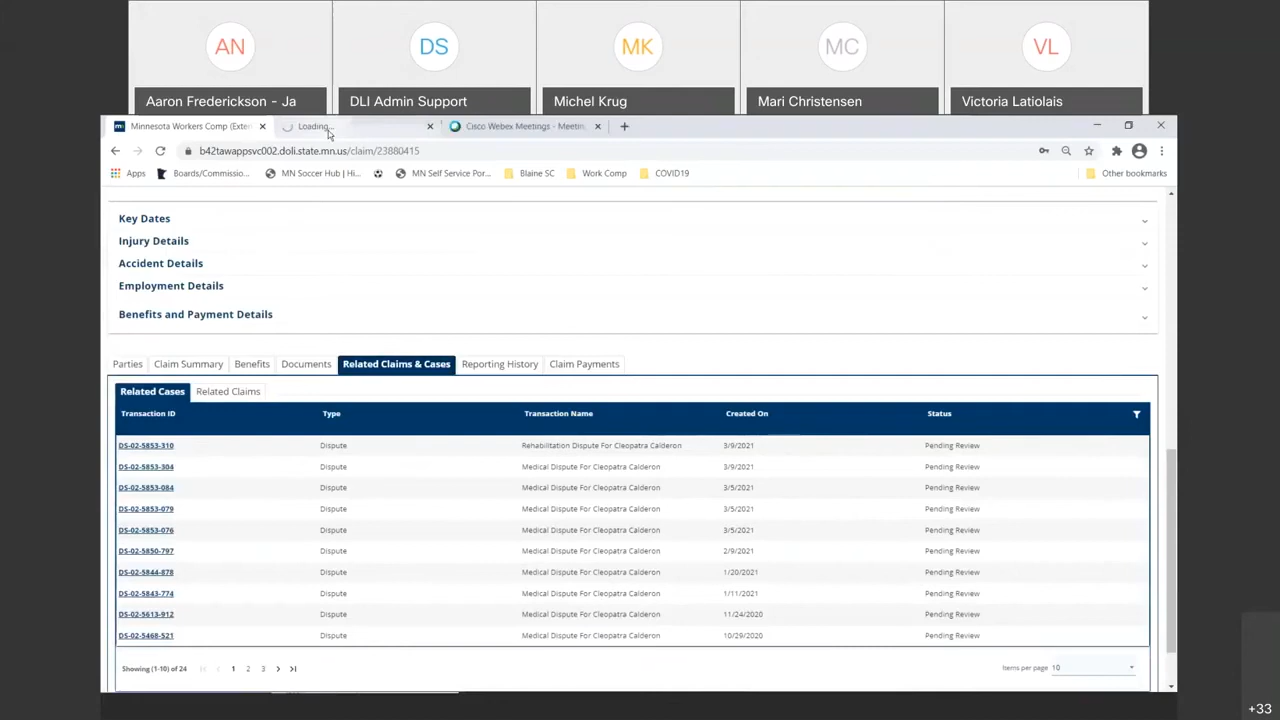 AN DS MK MC VL
Aaron Frederickson - Ja DLI Admin Support Michel Krug Mari Christensen Victoria Latiolais
Minnesota Workers Comp (Exter Loading... Cisco Webex Meetings - Meetin
b42tawappsvc002.doli.state.mn.us/claim/23880415
Apps Boards/Commissio... MN Soccer Hub | Hi... MN Self Service Por... Blaine SC Work Comp COVID19 Other bookmarks
Key Dates
Injury Details
Accident Details
Employment Details
Benefits and Payment Details
Parties Claim Summary Benefits Documents Related Claims & Cases Reporting History Claim Payments
Related Cases Related Claims
Transaction ID Type Transaction Name Created On Status
DS-02-5853-310 Dispute Rehabilitation Dispute For Cleopatra Calderon 3/9/2021 Pending Review
DS-02-5853-304 Dispute Medical Dispute For Cleopatra Calderon 3/9/2021 Pending Review
DS-02-5853-084 Dispute Medical Dispute For Cleopatra Calderon 3/5/2021 Pending Review
DS-02-5853-079 Dispute Medical Dispute For Cleopatra Calderon 3/5/2021 Pending Review
DS-02-5853-076 Dispute Medical Dispute For Cleopatra Calderon 3/5/2021 Pending Review
DS-02-5850-797 Dispute Medical Dispute For Cleopatra Calderon 2/9/2021 Pending Review
DS-02-5844-878 Dispute Medical Dispute For Cleopatra Calderon 1/20/2021 Pending Review
DS-02-5843-774 Dispute Medical Dispute For Cleopatra Calderon 1/11/2021 Pending Review
DS-02-5613-912 Dispute Medical Dispute For Cleopatra Calderon 11/24/2020 Pending Review
DS-02-5468-521 Dispute Medical Dispute For Cleopatra Calderon 10/29/2020 Pending Review
Showing (1-10) of 24 1 2 3 Items per page 10
+33